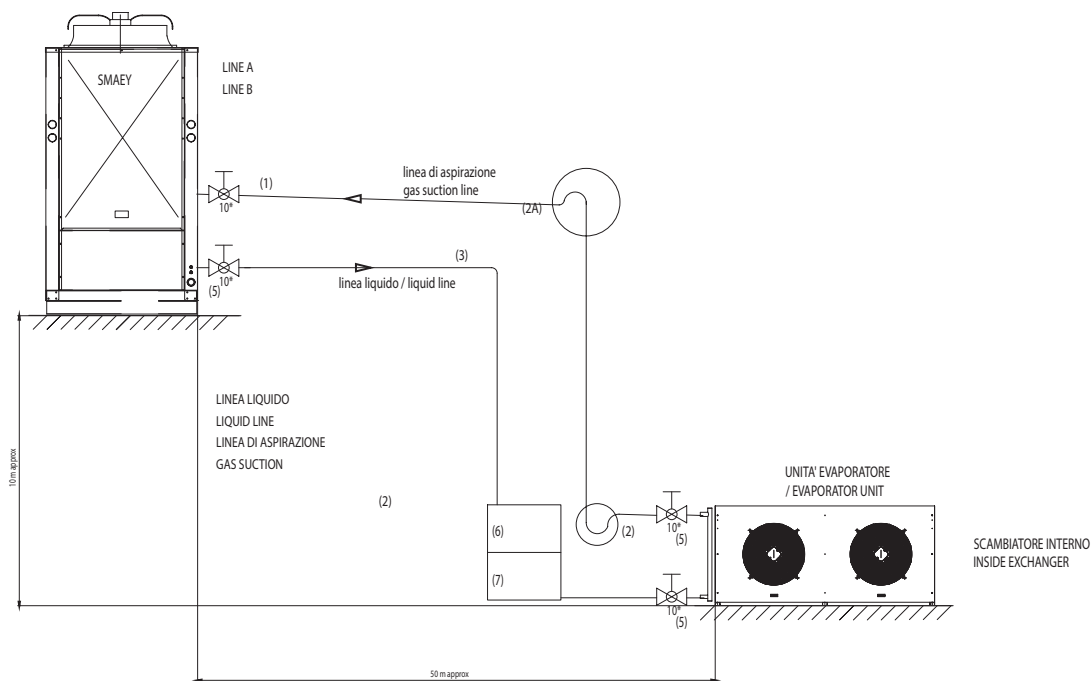 SMAEY
LINE A
LINE B
(1)
linea di aspirazione
gas suction line
(2A)
10*
(3)
10*
(5)
linea liquido / liquid line
LINEA LIQUIDO
LIQUID LINE
LINEA DI ASPIRAZIONE
GAS SUCTION
10 m approx
UNITA' EVAPORATORE
/ EVAPORATOR UNIT
(2)
(6)
(2)
10*
(5)
SCAMBIATORE INTERNO
INSIDE EXCHANGER
(7)
10*
(5)
50 m approx